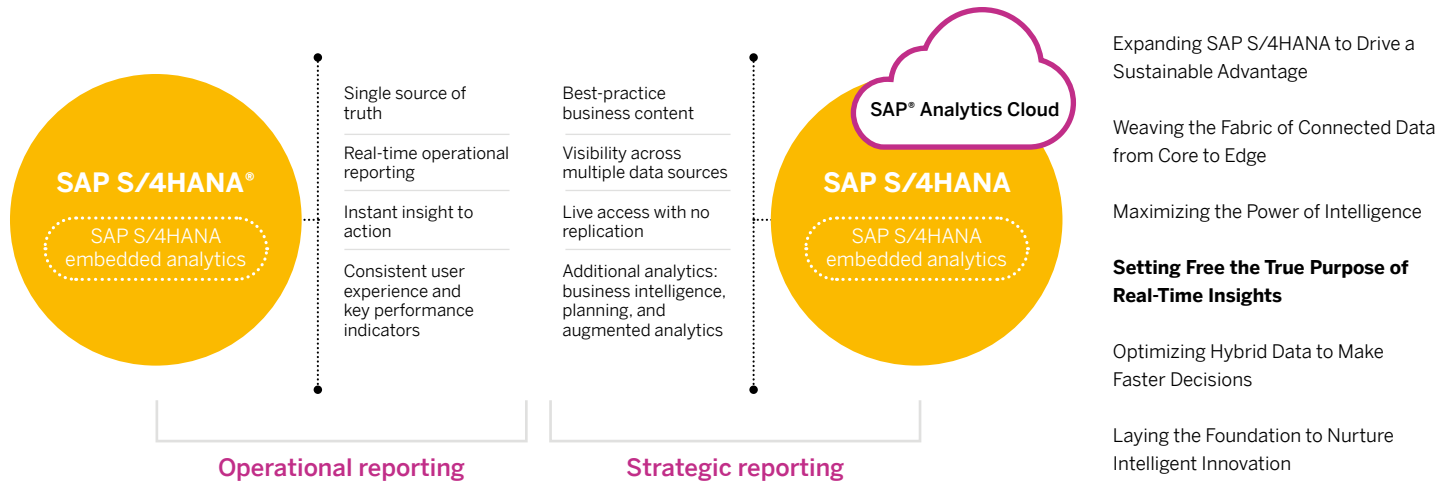 SAP S/4HANA®
SAP S/4HANA
embedded analytics
Single source of
truth
Real-time operational
reporting
Instant insight to
action
Consistent user
experience and
key performance
indicators
Operational reporting
Best-practice
business content
Visibility across
multiple data sources
Live access with no
replication
Additional analytics:
business intelligence,
planning, and
augmented analytics
SAP® Analytics Cloud
SAP S/4HANA
SAP S/4HANA
embedded analytics
Strategic reporting
Expanding SAP S/4HANA to Drive a
Sustainable Advantage
Weaving the Fabric of Connected Data
from Core to Edge
Maximizing the Power of Intelligence
Setting Free the True Purpose of
Real-Time Insights
Optimizing Hybrid Data to Make
Faster Decisions
Laying the Foundation to Nurture
Intelligent Innovation